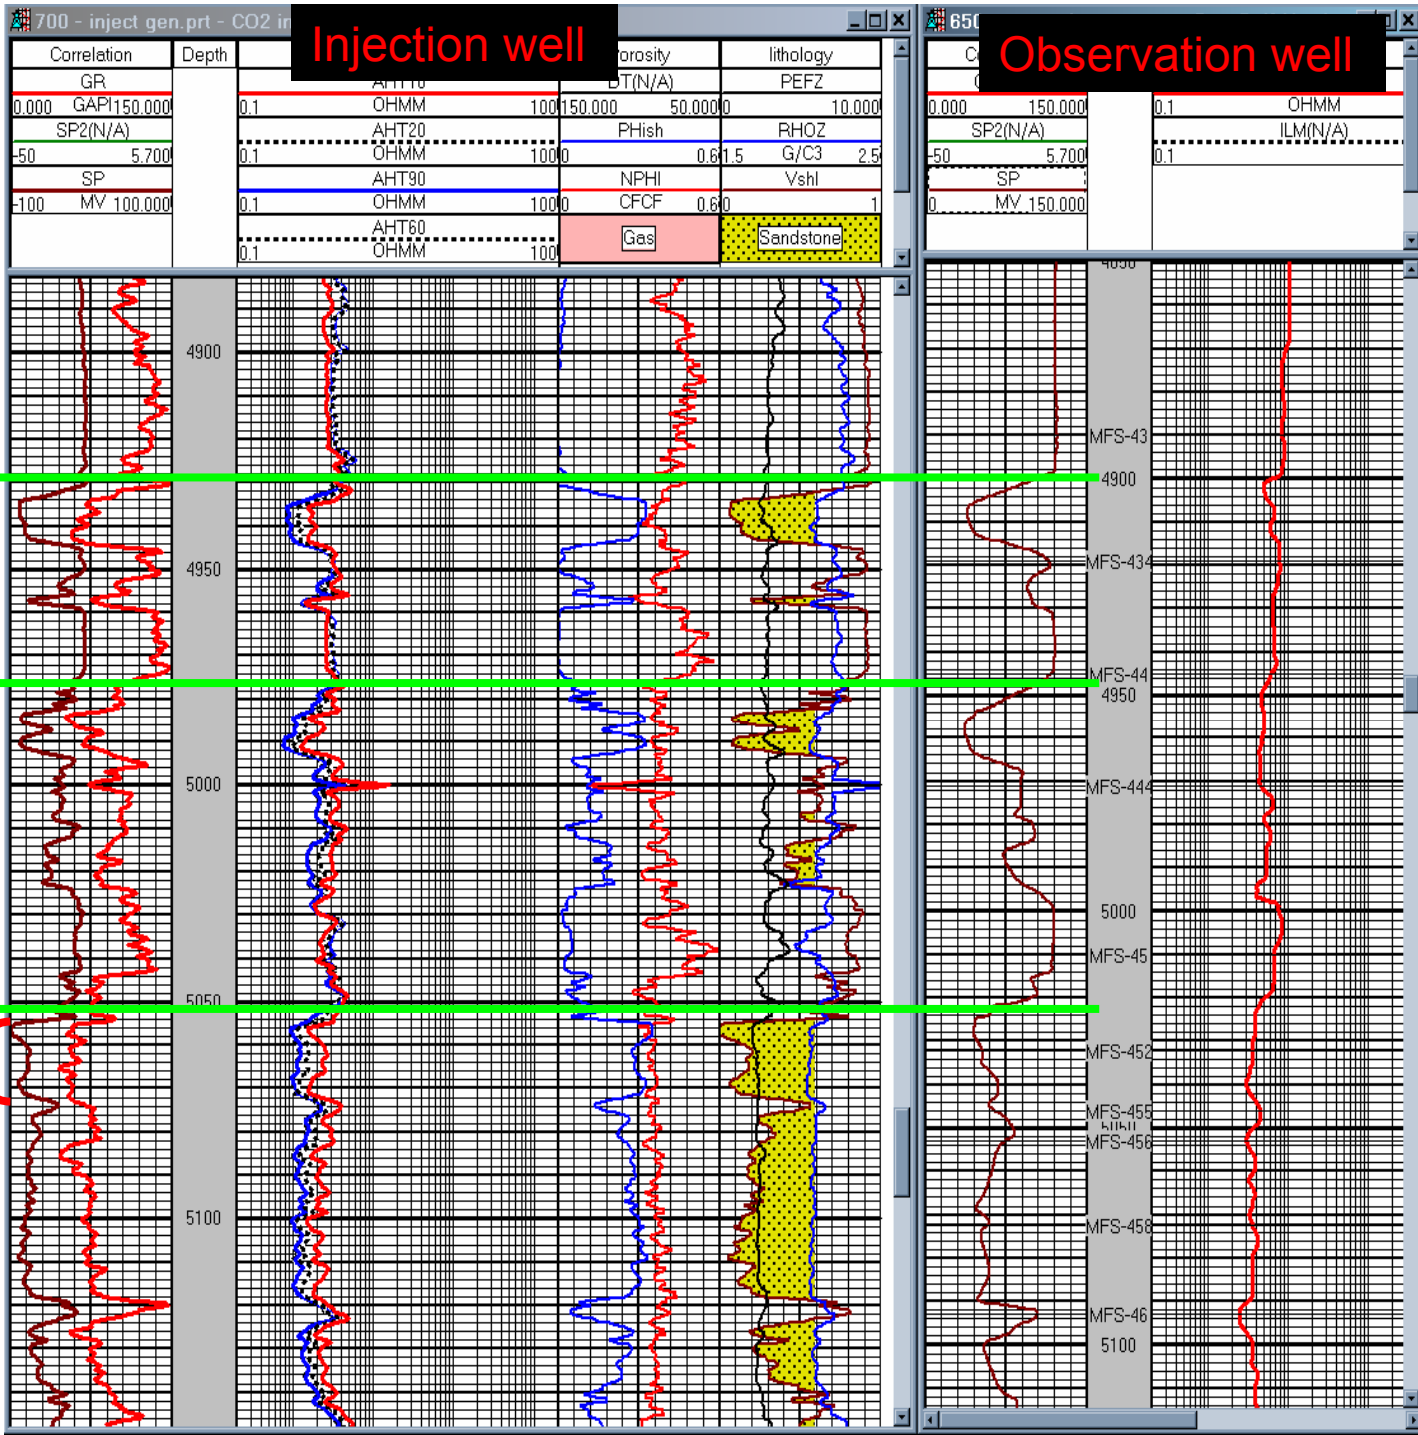 700 - inject gen.prt - CO2 in
Injection well
Correlation
Depth
orosity
lithology
GR
0.000 GAPI 150.000
SP2(N/A)
-50 5.700
SP
-100 MV 100.000
AHT10
0.1 OHMM 100
AHT20
0.1 OHMM 100
AHT90
0.1 OHMM 100
AHT60
0.1 OHMM 100
DT(N/A)
150.000 50.000
PHish
0 0.6
NPHI
0 CFCF 0.6
Gas
PEFZ
0 10.000
RHOZ
1.5 G/C3 2.5
Vshl
0 1
Sandstone
4900
4950
5000
5050
5100
650
Observation well
0.000 150.000
SP2(N/A)
-50 5.700
SP
0 MV 150.000
0.1 OHMM
ILM(N/A)
0.1
4850
MFS-43
4900
MFS-434
MFS-44
4950
MFS-444
5000
MFS-45
MFS-452
MFS-455
5050
MFS-456
MFS-458
MFS-46
5100